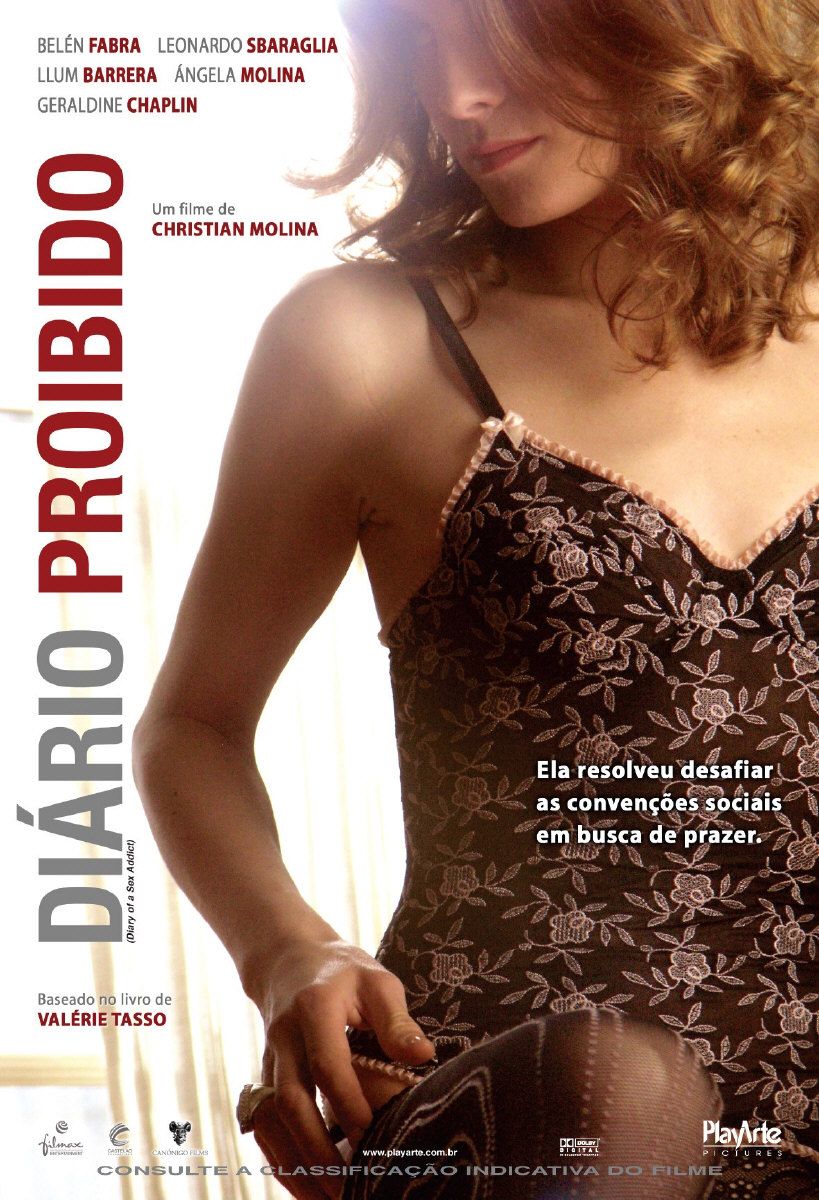 BELÉN FABRA LEONARDO SBARAGLIA
LLUM BARRERA ÁNGELA MOLINA
GERALDINE CHAPLIN
Um filme de
CHRISTIAN MOLINA
DIÁRIO PROIBIDO
(Diary of a Sex Addict)
Ela resolveu desafiar
as convenções sociais
em busca de prazer.
Baseado no livro de
VALÉRIE TASSO
filmax
ENTERTAINMENT
CANÓNIGO FILMS
www.playarte.com.br
DOLBY
DIGITAL
PlayArte
PICTURES
CONSULTE A CLASSIFICAÇÃO INDICATIVA DO FILME